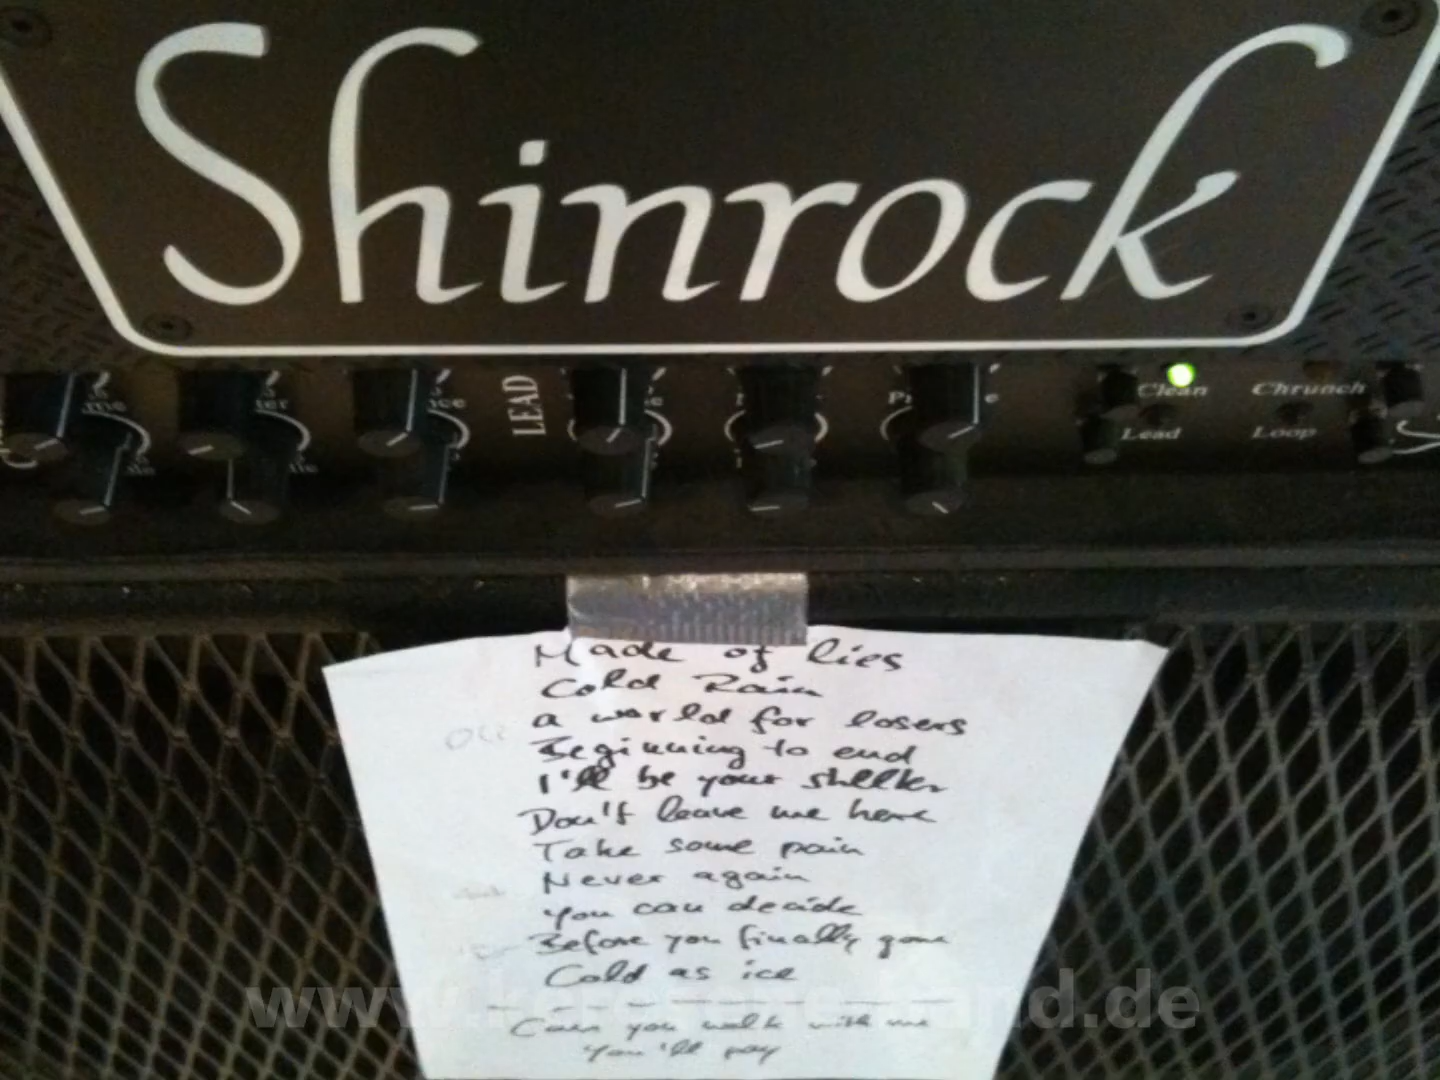 Shinrock
LEAD
Clean
Chrunch
Lead
Loop
Made of lies
Cold Rain
a world for losers
Beginning to end
I'll be your shelter
Don't leave me here
Take some pain
Never again
You can decide
Before you finally gone
Cold as ice
Can you walk with me
You'll pay